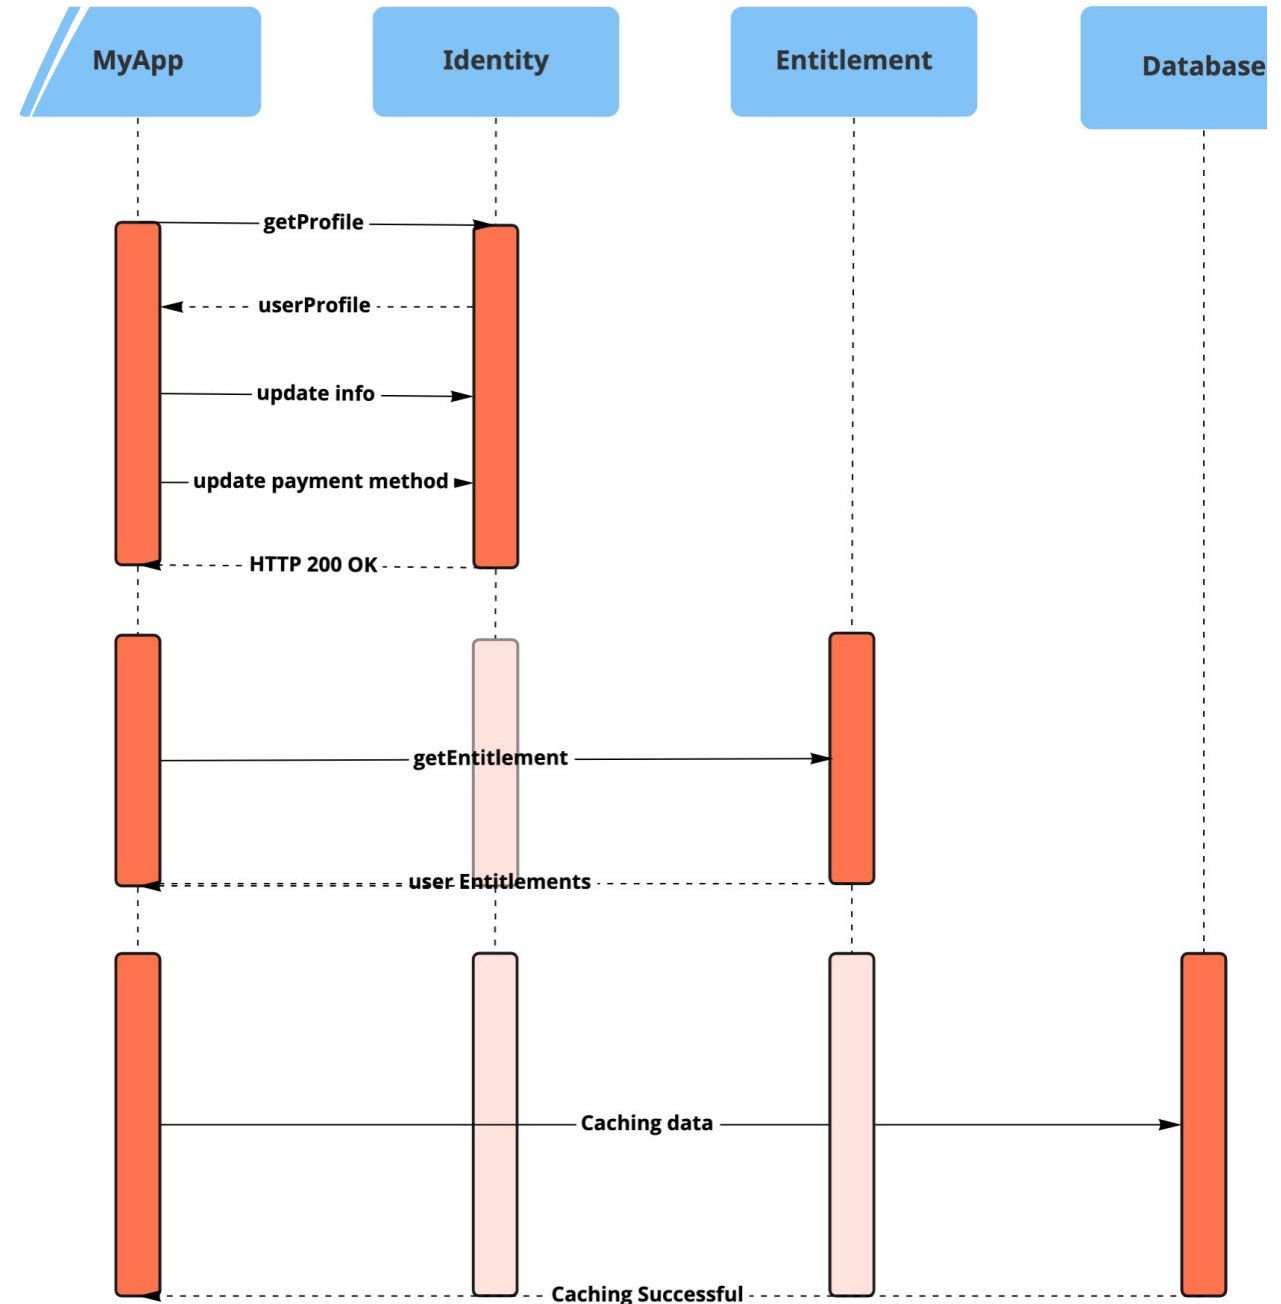 MyApp
Identity
Entitlement
Database
getProfile
userProfile
update info
update payment method
HTTP 200 OK
getEntitlement
user Entitlements
Caching data
Caching Successful